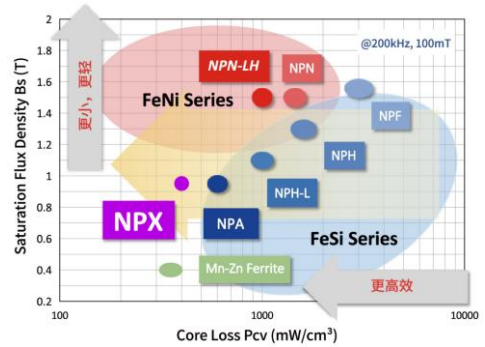 Saturation Flux Density Bs (T)
2
1.8
1.6
1.4
1.2
1
0.8
0.6
0.4
0.2
更小，更轻
@200kHz, 100mT
NPN-LH
NPN
FeNi Series
NPF
NPH
NPH-L
NPX
NPA
FeSi Series
Mn-Zn Ferrite
更高效
100
1000
10000
Core Loss Pcv (mW/cm³)